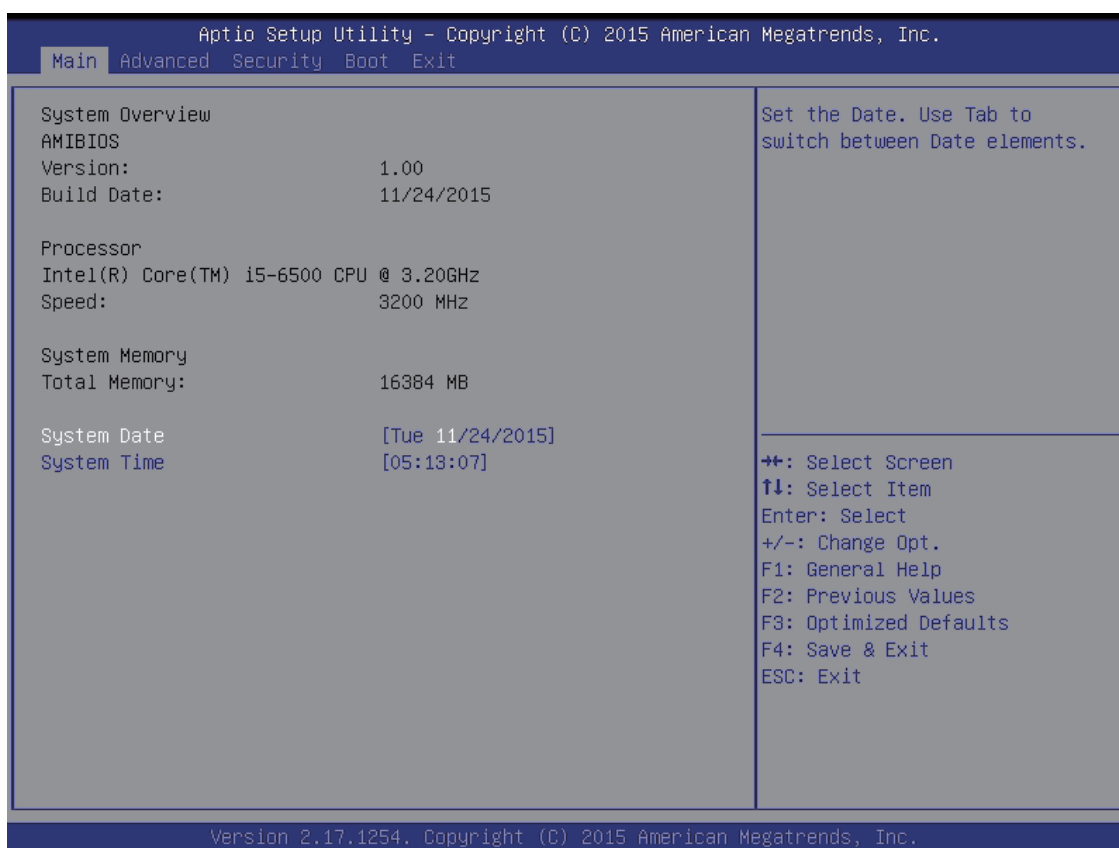 Aptio Setup Utility – Copyright (C) 2015 American Megatrends, Inc.
Main Advanced Security Boot Exit
System Overview
AMIBIOS
Version: 1.00
Build Date: 11/24/2015
Processor
Intel(R) Core(TM) i5-6500 CPU @ 3.20GHz
Speed: 3200 MHz
System Memory
Total Memory: 16384 MB
System Date [Tue 11/24/2015]
System Time [05:13:07]
Set the Date. Use Tab to
switch between Date elements.
→←: Select Screen
↑↓: Select Item
Enter: Select
+/-: Change Opt.
F1: General Help
F2: Previous Values
F3: Optimized Defaults
F4: Save & Exit
ESC: Exit
Version 2.17.1254. Copyright (C) 2015 American Megatrends, Inc.